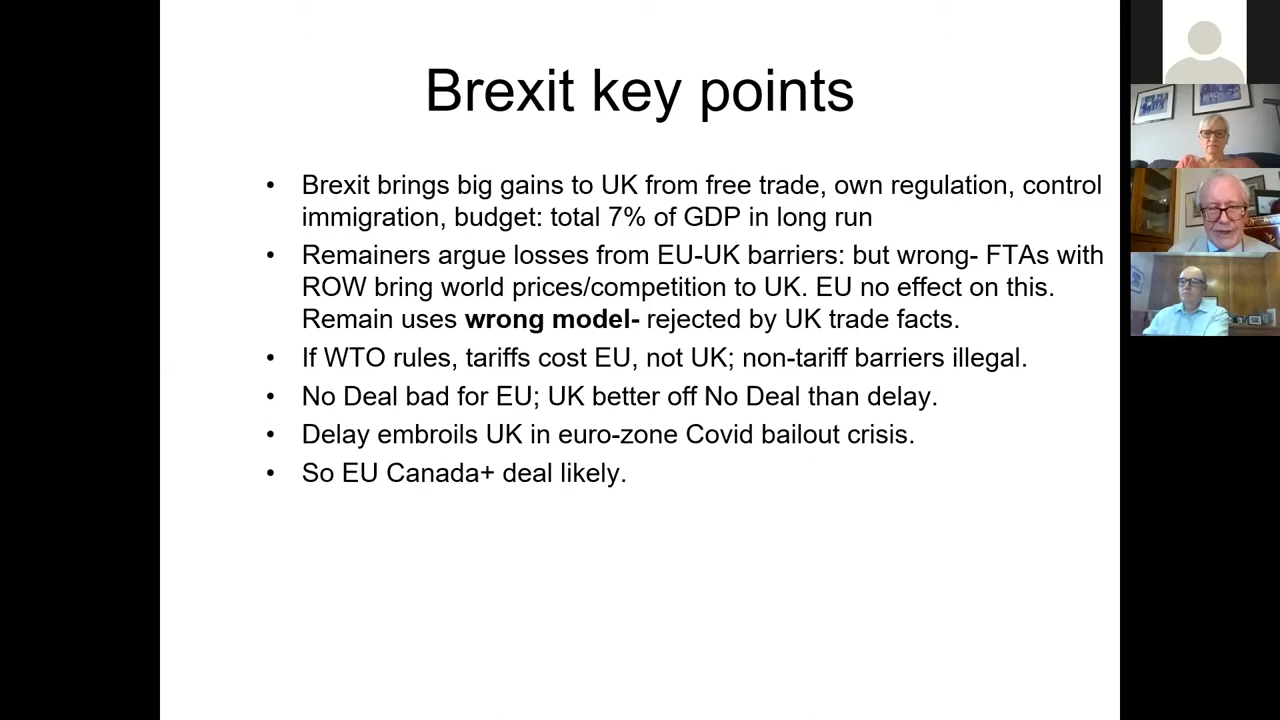 Brexit key points
• Brexit brings big gains to UK from free trade, own regulation, control
immigration, budget: total 7% of GDP in long run
• Remainers argue losses from EU-UK barriers: but wrong- FTAs with
ROW bring world prices/competition to UK. EU no effect on this.
Remain uses wrong model- rejected by UK trade facts.
• If WTO rules, tariffs cost EU, not UK; non-tariff barriers illegal.
• No Deal bad for EU; UK better off No Deal than delay.
• Delay embroils UK in euro-zone Covid bailout crisis.
• So EU Canada+ deal likely.